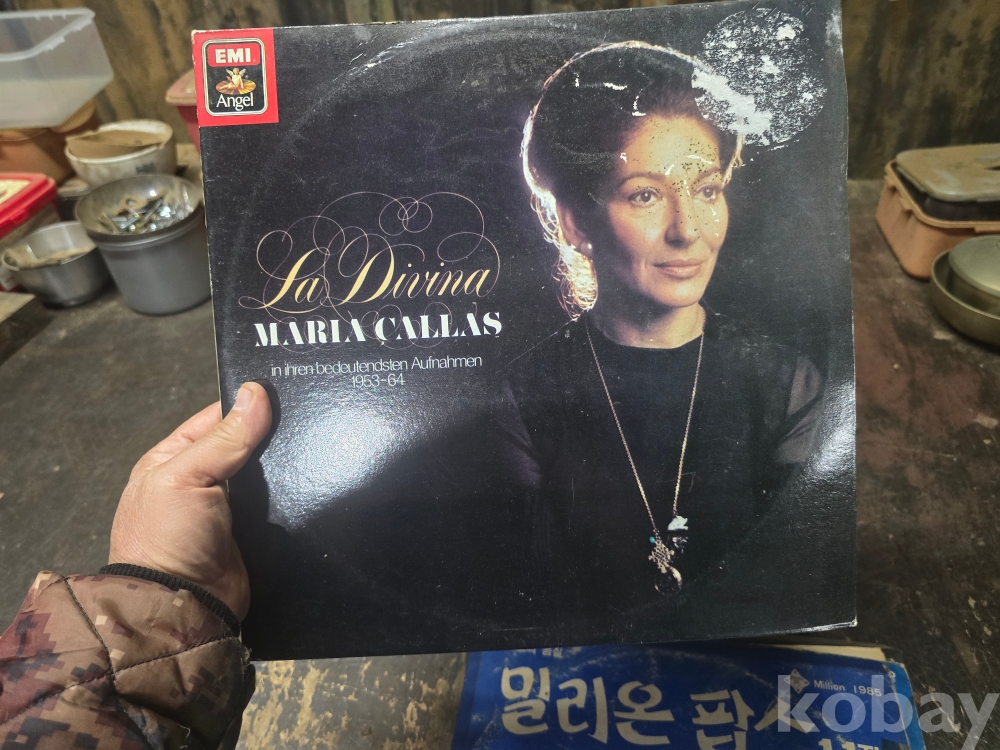 EMI
Angel
La Divina
MARIA CALLAS
in ihren bedeutendsten Aufnahmen
1953-64
Million 1985
밀리온 팝
kobay